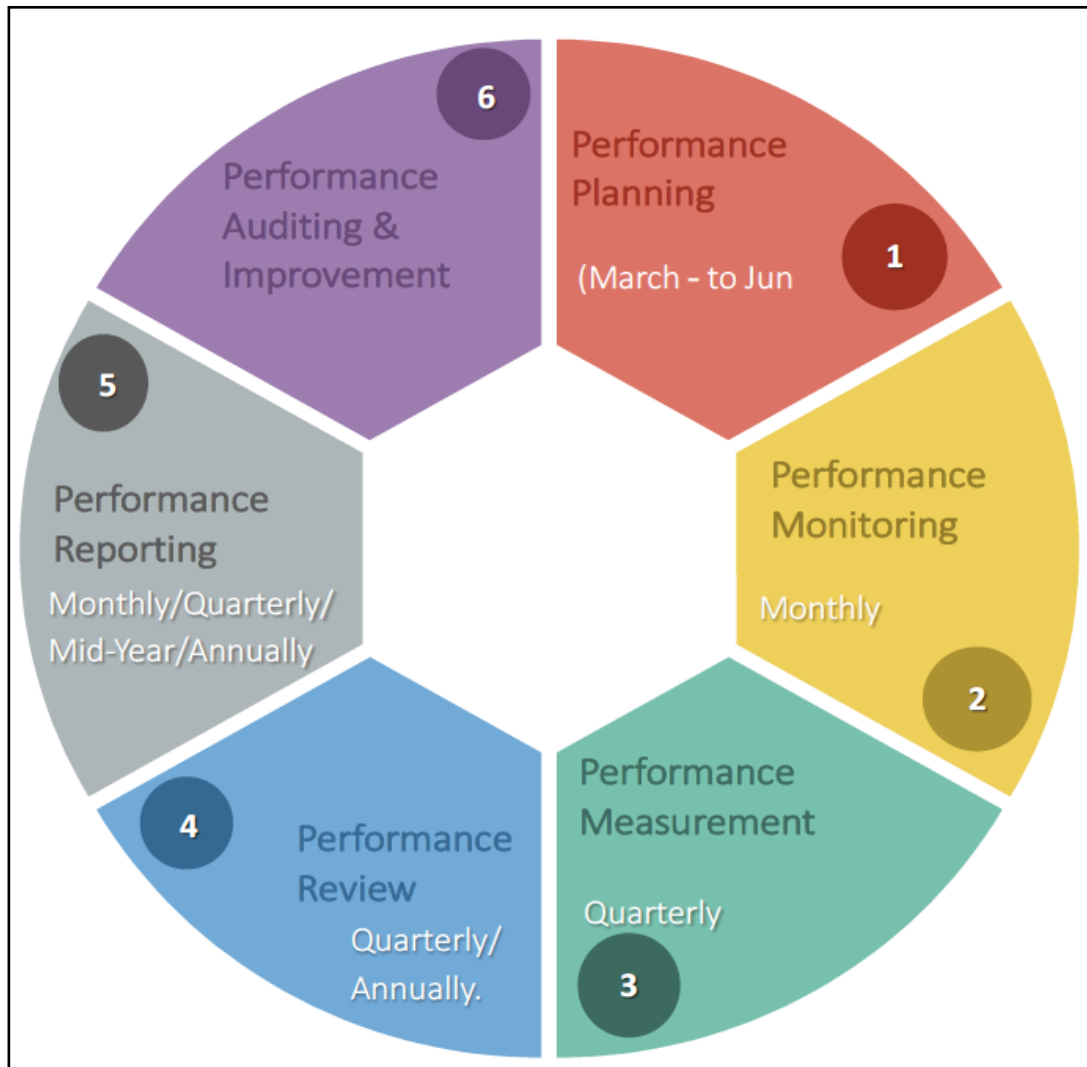 1
Performance
Planning
(March - to Jun
2
Performance
Monitoring
Monthly
3
Performance
Measurement
Quarterly
4
Performance
Review
Quarterly/
Annually.
5
Performance
Reporting
Monthly/Quarterly/
Mid-Year/Annually
6
Performance
Auditing &
Improvement